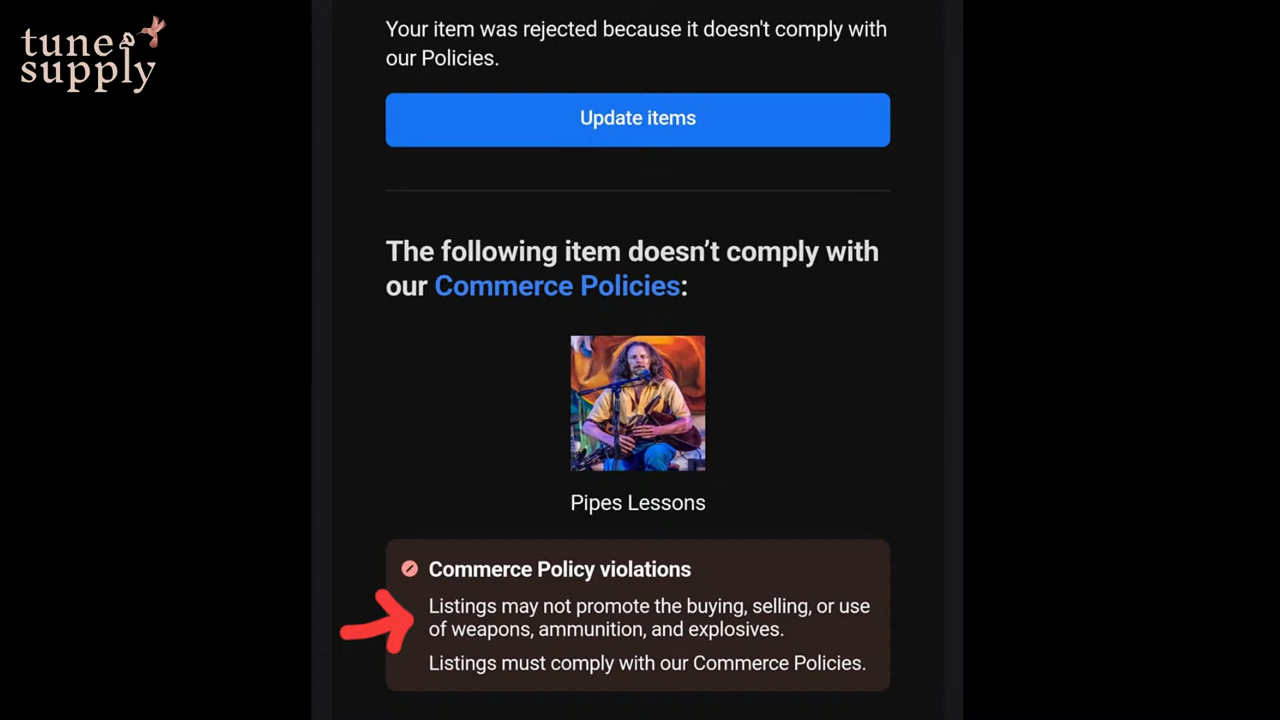 tune
supply
Your item was rejected because it doesn't comply with
our Policies.
Update items
The following item doesn’t comply with
our Commerce Policies:
Pipes Lessons
Commerce Policy violations
Listings may not promote the buying, selling, or use
of weapons, ammunition, and explosives.
Listings must comply with our Commerce Policies.